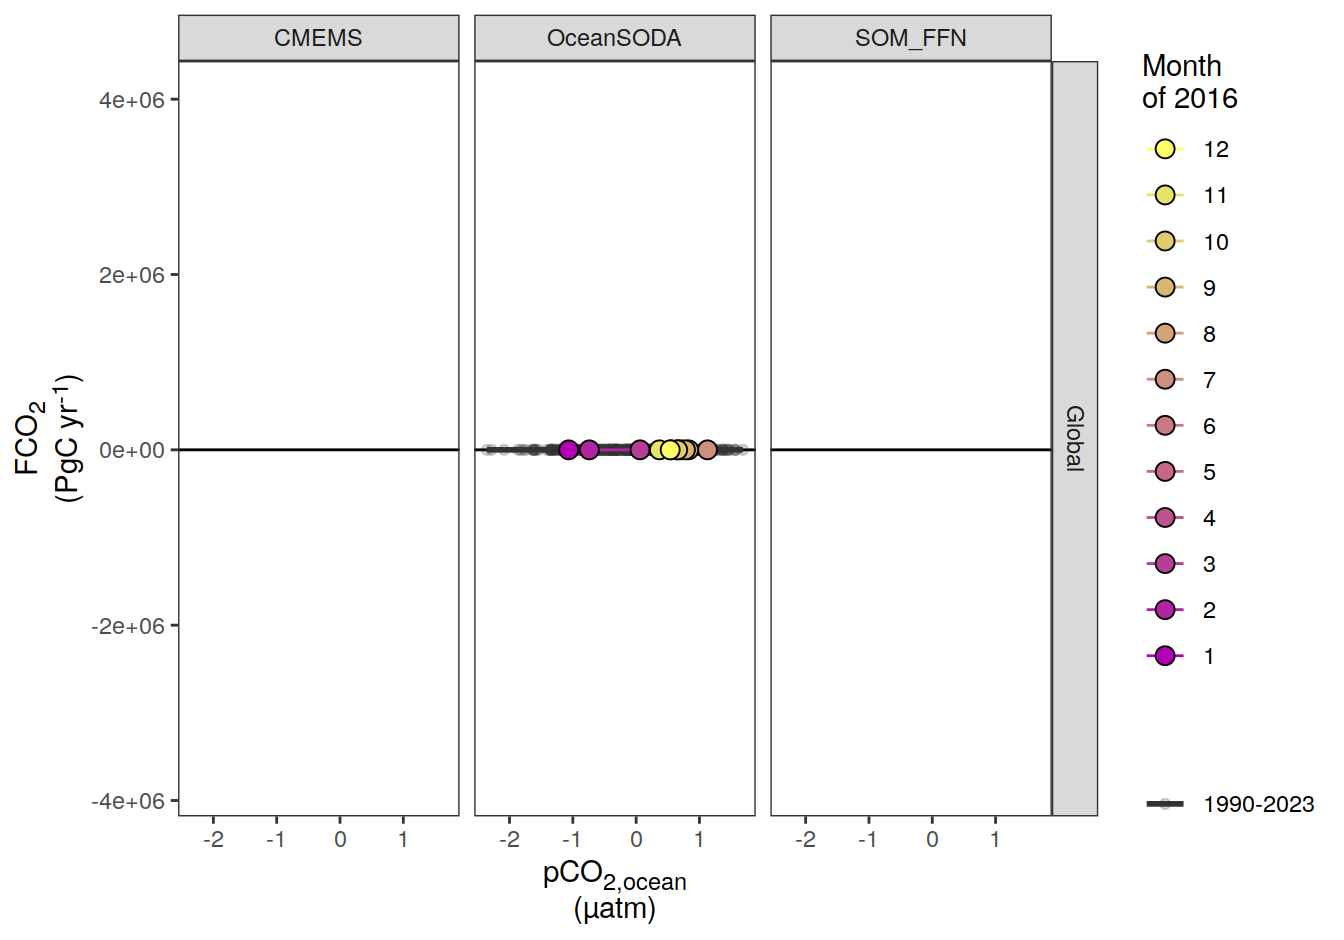 CMEMS OceanSODA SOM_FFN
4e+06
2e+06
0e+00
-2e+06
-4e+06
FCO₂
(PgC yr⁻¹)
Global
-2 -1 0 1 -2 -1 0 1 -2 -1 0 1
pCO₂,ocean
(µatm)
Month
of 2016
12
11
10
9
8
7
6
5
4
3
2
1
1990-2023